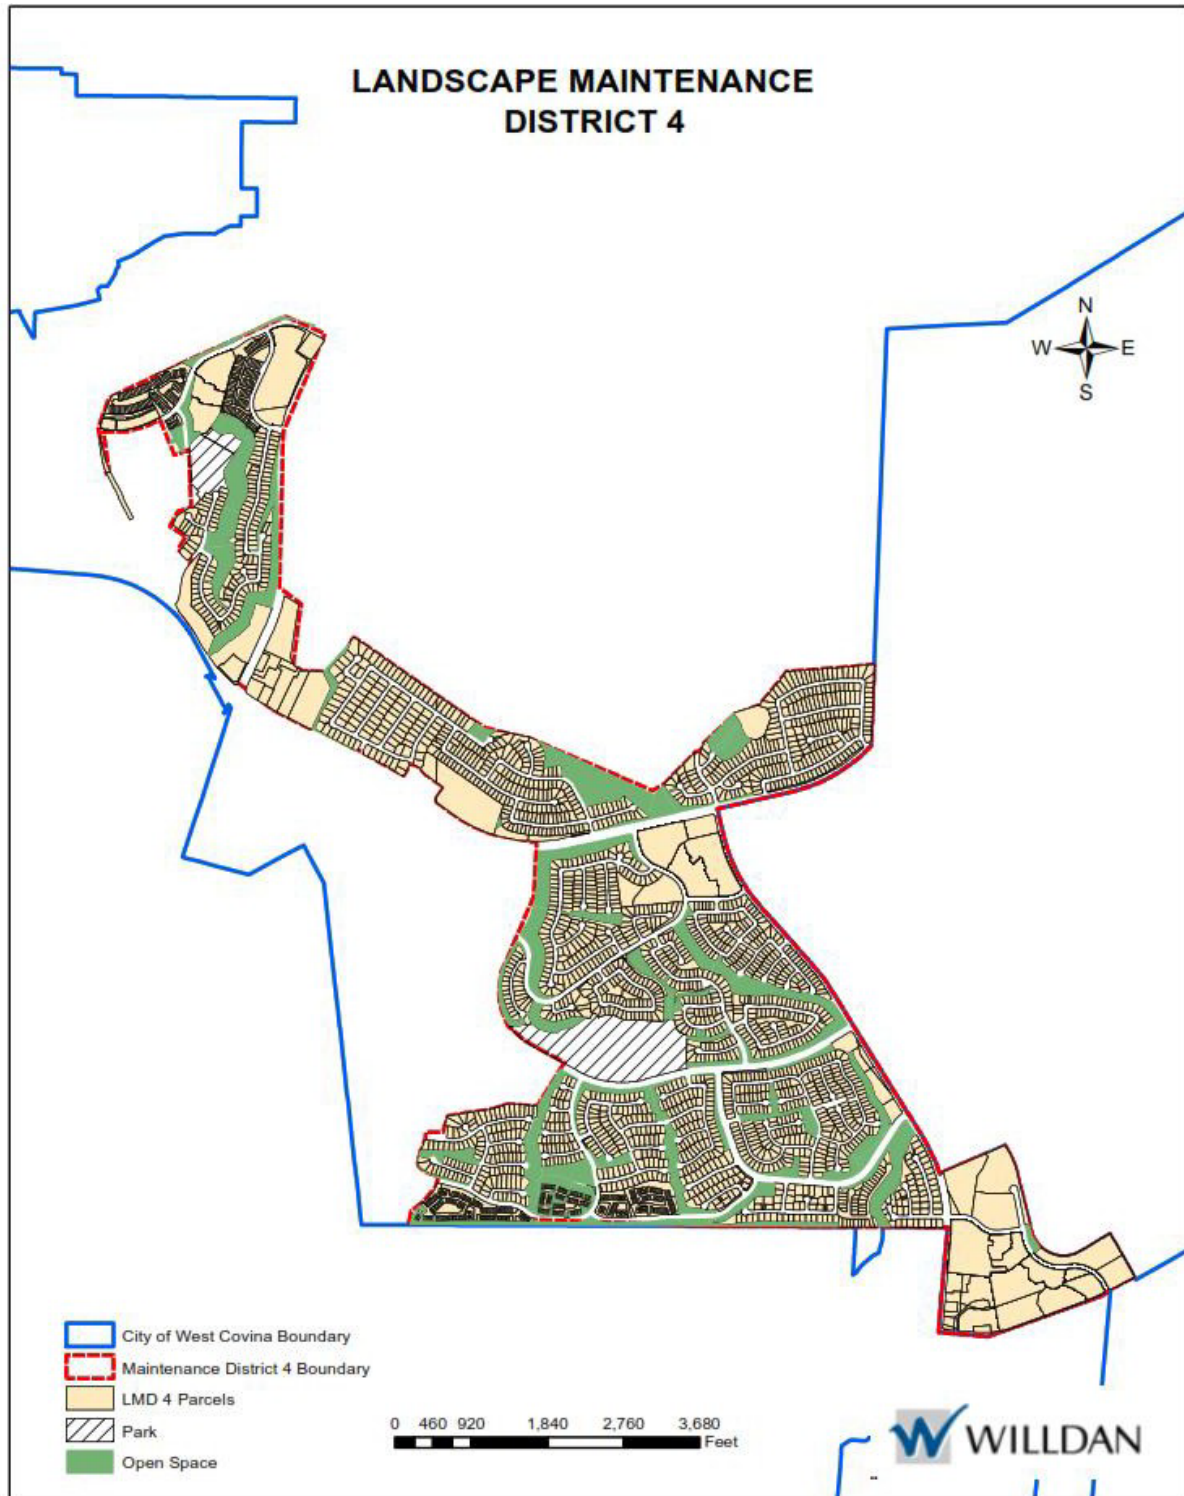 LANDSCAPE MAINTENANCE
DISTRICT 4
N
W E
S
City of West Covina Boundary
Maintenance District 4 Boundary
LMD 4 Parcels
Park
Open Space
0 460 920 1,840 2,760 3,680
Feet
WILLDAN